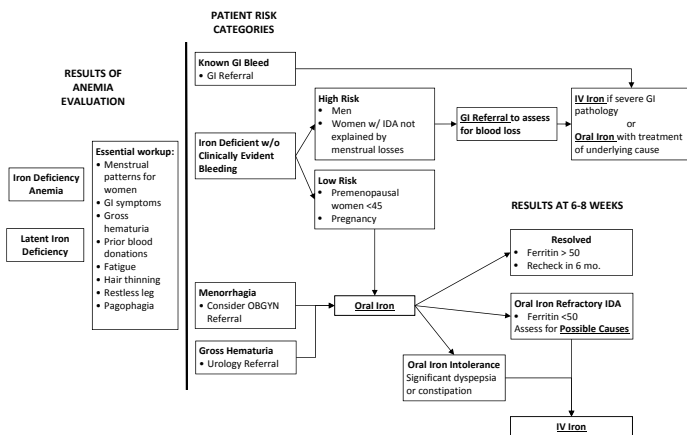 PATIENT RISK
CATEGORIES
RESULTS OF
ANEMIA
EVALUATION
Iron Deficiency
Anemia
Latent Iron
Deficiency
Essential workup:
• Menstrual
patterns for
women
• GI symptoms
• Gross
hematuria
• Prior blood
donations
• Fatigue
• Hair thinning
• Restless leg
• Pagophagia
Known GI Bleed
• GI Referral
Iron Deficient w/o
Clinically Evident
Bleeding
High Risk
• Men
• Women w/ IDA not
explained by
menstrual losses
Low Risk
• Premenopausal
women <45
• Pregnancy
GI Referral to assess
for blood loss
IV Iron if severe GI
pathology
or
Oral Iron with treatment
of underlying cause
Menorrhagia
• Consider OBGYN
Referral
Gross Hematuria
• Urology Referral
Oral Iron
RESULTS AT 6-8 WEEKS
Resolved
• Ferritin > 50
• Recheck in 6 mo.
Oral Iron Refractory IDA
• Ferritin <50
Assess for Possible Causes
Oral Iron Intolerance
Significant dyspepsia
or constipation
IV Iron